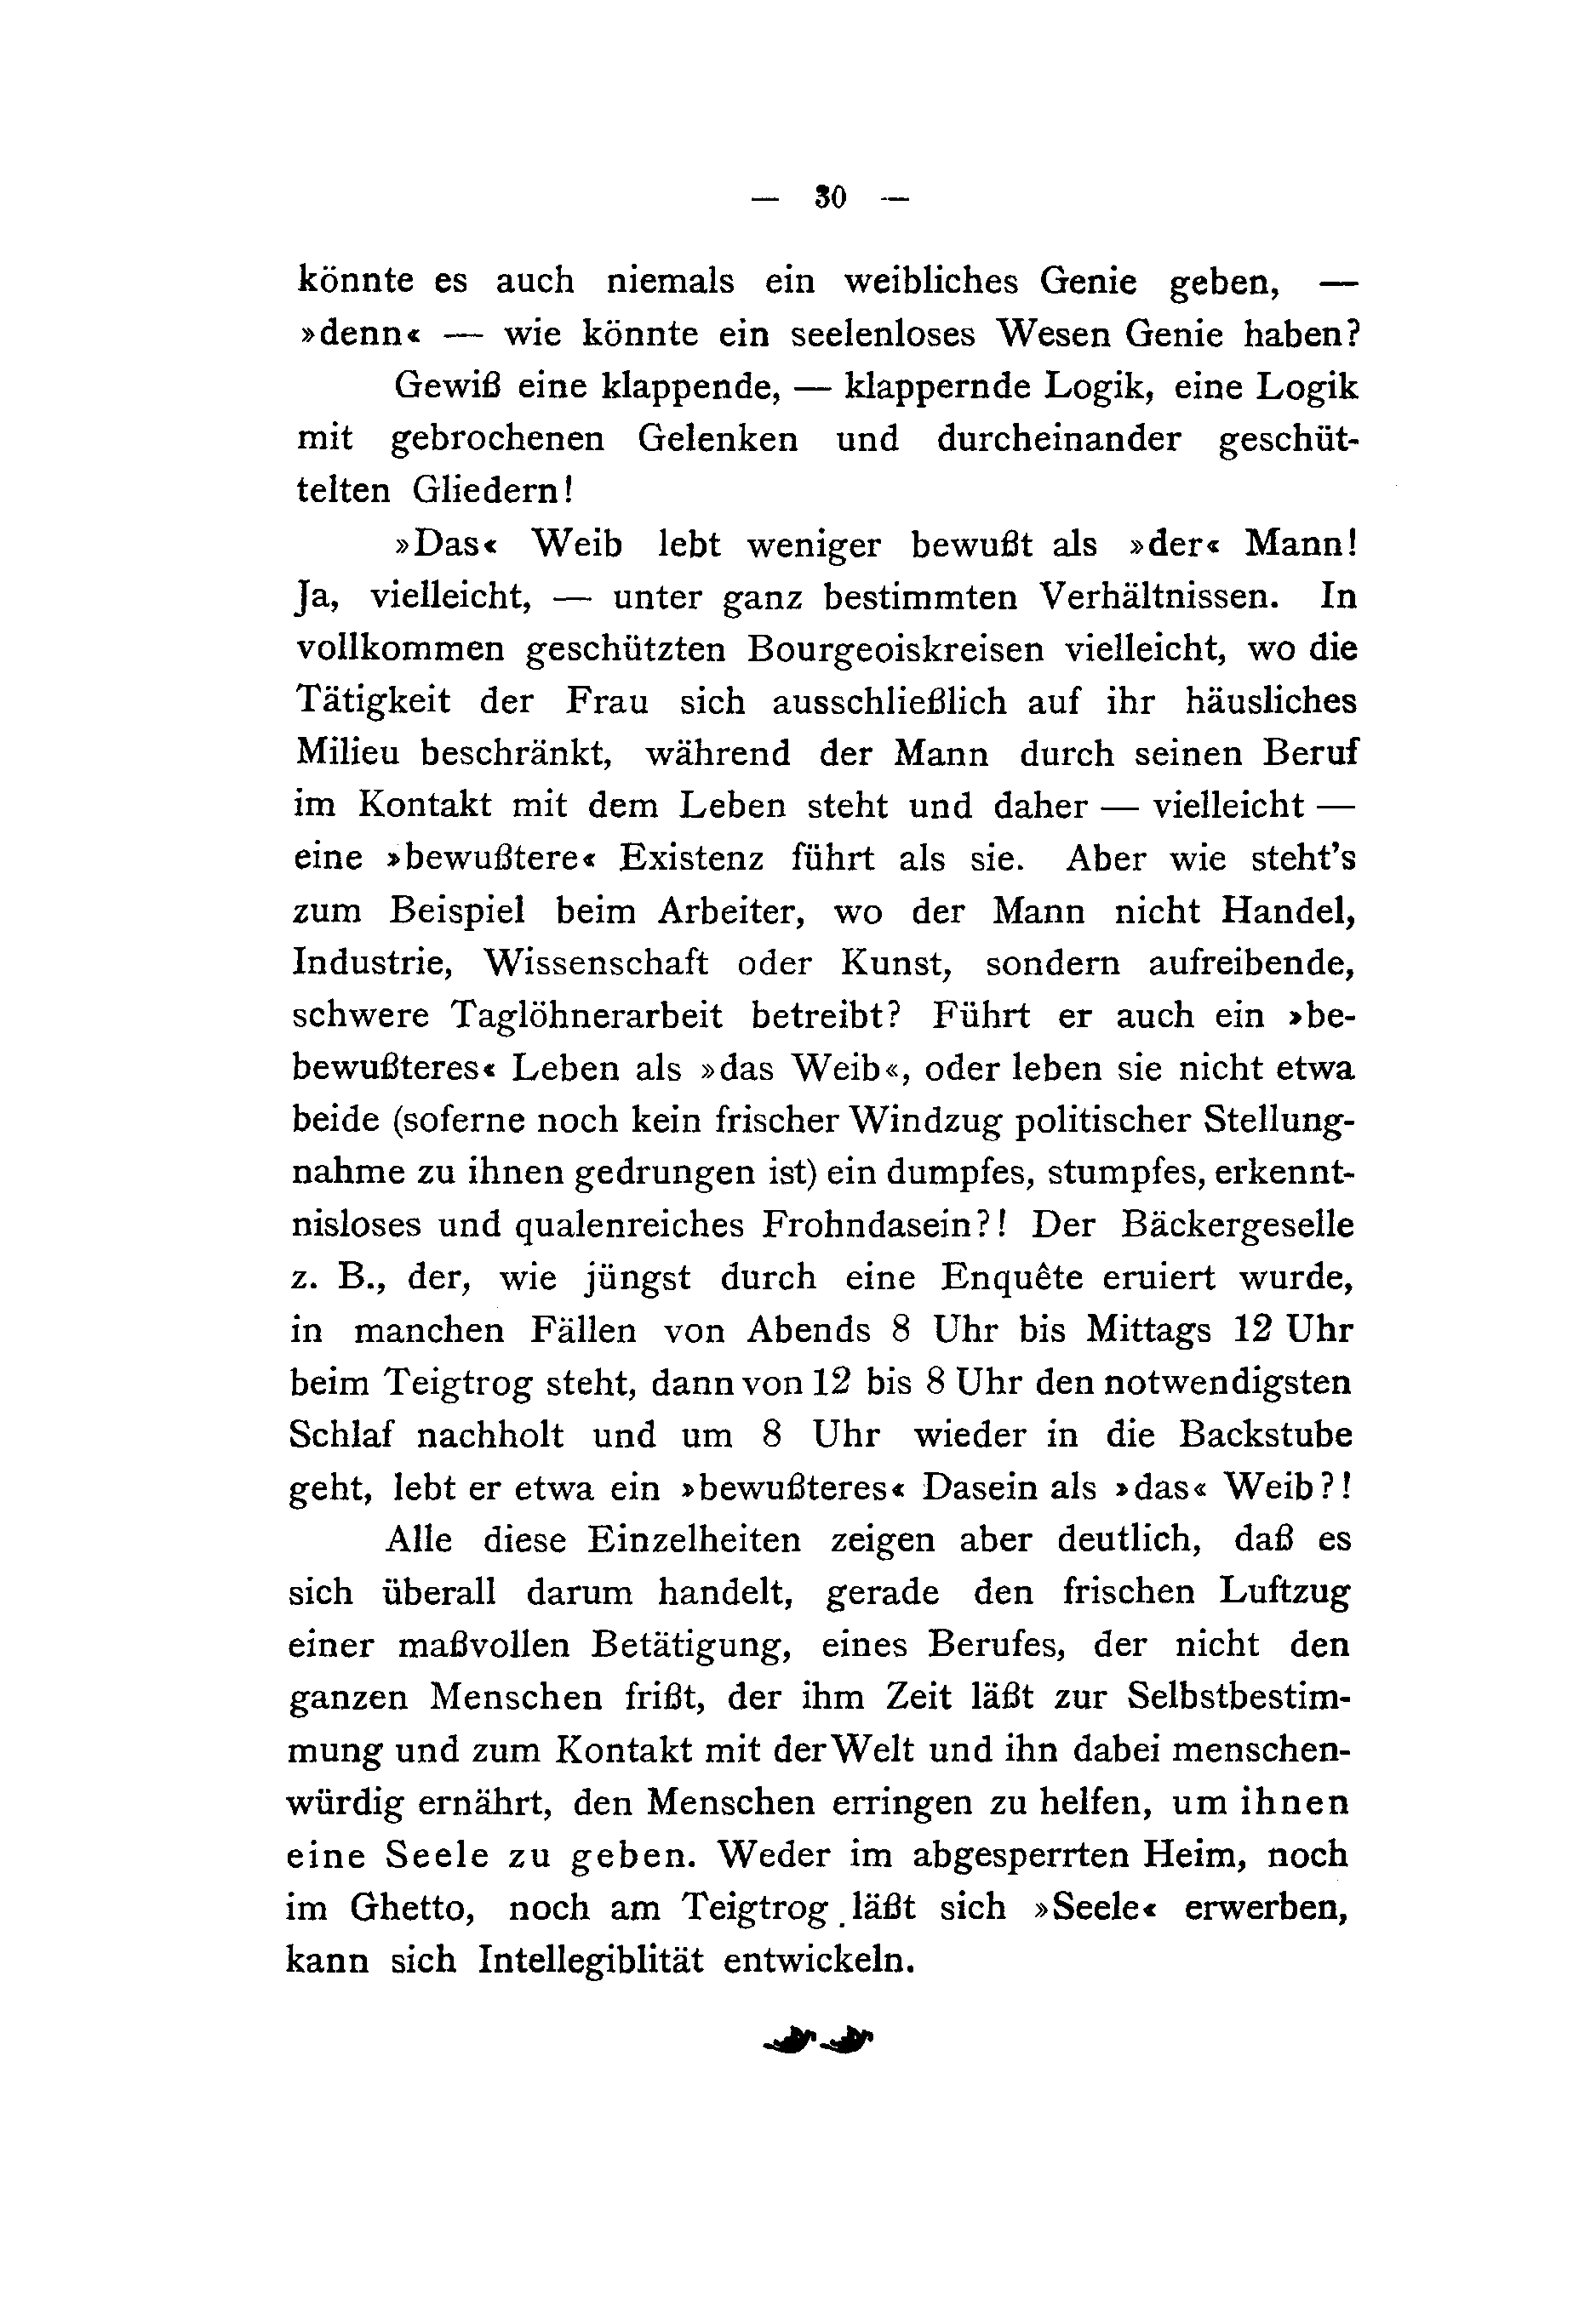 — 30 —
könnte es auch niemals ein weibliches Genie geben, —
»denn« — wie könnte ein seelenloses Wesen Genie haben?
Gewiß eine klappende, — klappernde Logik, eine Logik
mit gebrochenen Gelenken und durcheinander geschüt-
telten Gliedern!
»Das« Weib lebt weniger bewußt als »der« Mann!
Ja, vielleicht, — unter ganz bestimmten Verhältnissen. In
vollkommen geschützten Bourgeoiskreisen vielleicht, wo die
Tätigkeit der Frau sich ausschließlich auf ihr häusliches
Milieu beschränkt, während der Mann durch seinen Beruf
im Kontakt mit dem Leben steht und daher — vielleicht —
eine »bewußtere« Existenz führt als sie. Aber wie steht's
zum Beispiel beim Arbeiter, wo der Mann nicht Handel,
Industrie, Wissenschaft oder Kunst, sondern aufreibende,
schwere Taglöhnerarbeit betreibt? Führt er auch ein »be-
bewußteres« Leben als »das Weib«, oder leben sie nicht etwa
beide (soferne noch kein frischer Windzug politischer Stellung-
nahme zu ihnen gedrungen ist) ein dumpfes, stumpfes, erkennt-
nisloses und qualenreiches Frohndasein?! Der Bäckergeselle
z. B., der, wie jüngst durch eine Enquête eruiert wurde,
in manchen Fällen von Abends 8 Uhr bis Mittags 12 Uhr
beim Teigtrog steht, dann von 12 bis 8 Uhr den notwendigsten
Schlaf nachholt und um 8 Uhr wieder in die Backstube
geht, lebt er etwa ein »bewußteres« Dasein als »das« Weib?!
Alle diese Einzelheiten zeigen aber deutlich, daß es
sich überall darum handelt, gerade den frischen Luftzug
einer maßvollen Betätigung, eines Berufes, der nicht den
ganzen Menschen frißt, der ihm Zeit läßt zur Selbstbestim-
mung und zum Kontakt mit der Welt und ihn dabei menschen-
würdig ernährt, den Menschen erringen zu helfen, um ihnen
eine Seele zu geben. Weder im abgesperrten Heim, noch
im Ghetto, noch am Teigtrog läßt sich »Seele« erwerben,
kann sich Intellegiblität entwickeln.